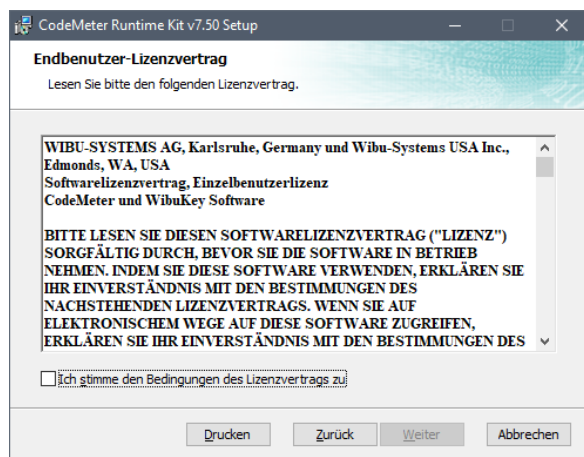 CodeMeter Runtime Kit v7.50 Setup
Endbenutzer-Lizenzvertrag
Lesen Sie bitte den folgenden Lizenzvertrag.
WIBU-SYSTEMS AG, Karlsruhe, Germany und Wibu-Systems USA Inc.,
Edmonds, WA, USA
Softwarelizenzvertrag, Einzelbenutzerlizenz
CodeMeter und WibuKey Software
BITTE LESEN SIE DIESEN SOFTWARELIZENZVERTRAG ("LIZENZ")
SORGFÄLTIG DURCH, BEVOR SIE DIE SOFTWARE IN BETRIEB
NEHMEN. INDEM SIE DIESE SOFTWARE VERWENDEN, ERKLÄREN SIE
IHR EINVERSTÄNDNIS MIT DEN BESTIMMUNGEN DES
NACHSTEHENDEN LIZENZVERTRAGS. WENN SIE AUF
ELEKTRONISCHEM WEGE AUF DIESE SOFTWARE ZUGREIFEN,
ERKLÄREN SIE IHR EINVERSTÄNDNIS MIT DEN BESTIMMUNGEN DES
Ich stimme den Bedingungen des Lizenzvertrags zu
Drucken Zurück Weiter Abbrechen